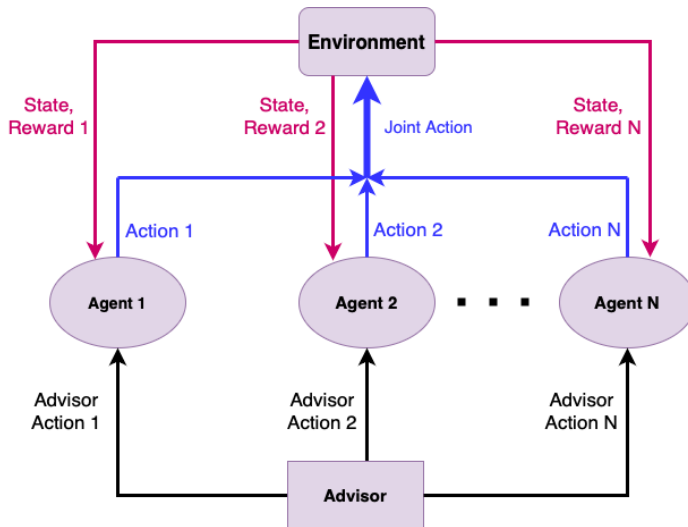 Environment
State,
Reward 1
State,
Reward 2
Joint Action
State,
Reward N
Action 1
Action 2
Action N
Agent 1
Agent 2
Agent N
Advisor
Action 1
Advisor
Action 2
Advisor
Action N
Advisor